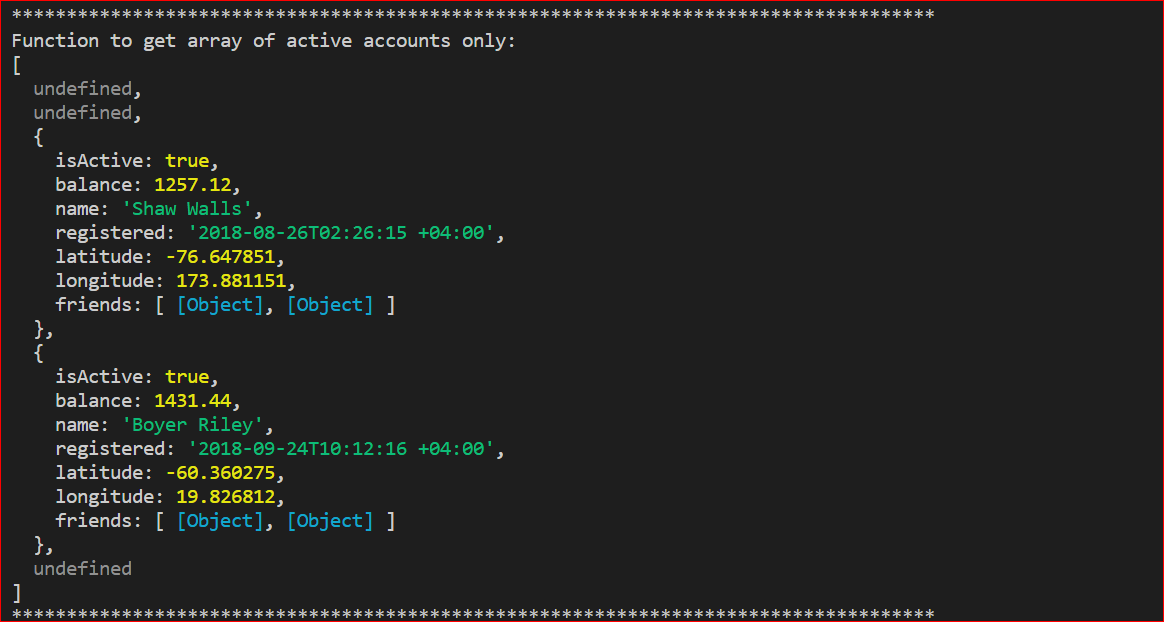 ************************************************************************************
Function to get array of active accounts only:
[
  undefined,
  undefined,
  {
    isActive: true,
    balance: 1257.12,
    name: 'Shaw Walls',
    registered: '2018-08-26T02:26:15 +04:00',
    latitude: -76.647851,
    longitude: 173.881151,
    friends: [ [Object], [Object] ]
  },
  {
    isActive: true,
    balance: 1431.44,
    name: 'Boyer Riley',
    registered: '2018-09-24T10:12:16 +04:00',
    latitude: -60.360275,
    longitude: 19.826812,
    friends: [ [Object], [Object] ]
  },
  undefined
]
************************************************************************************